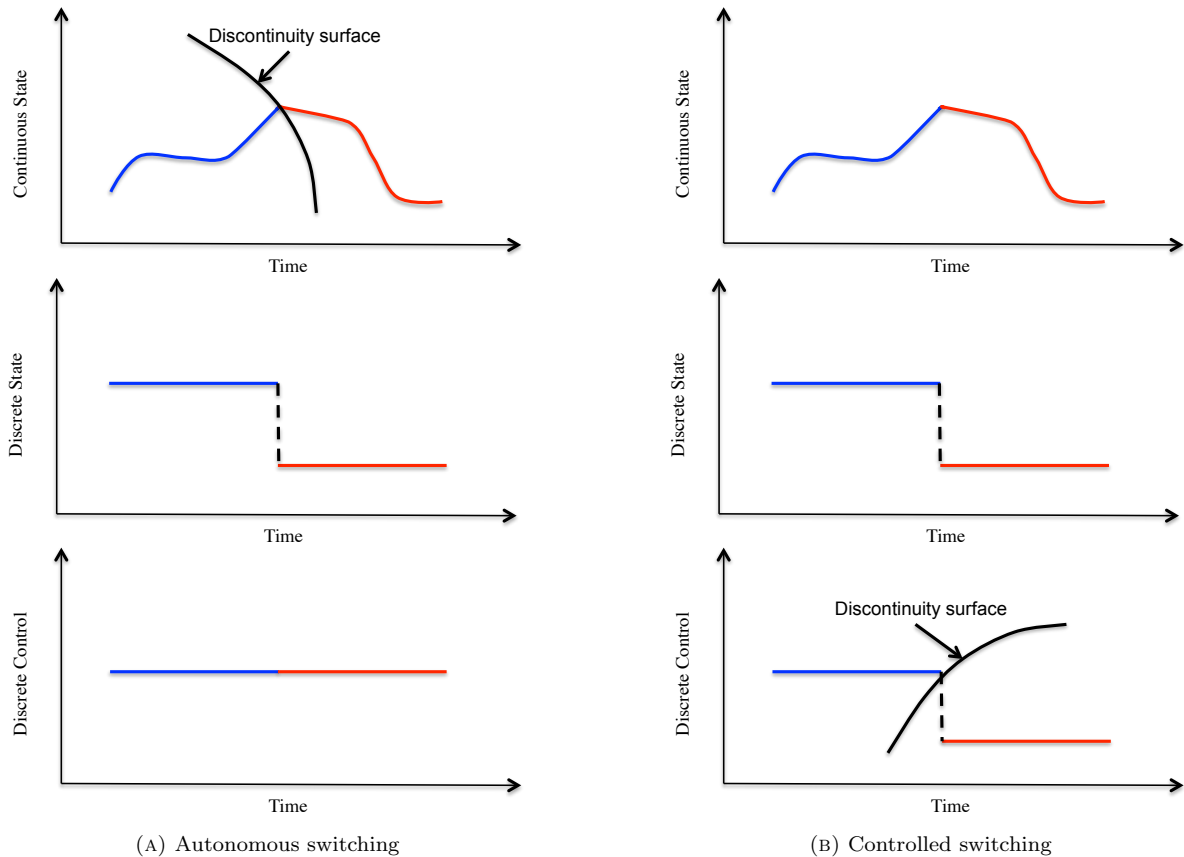 Discontinuity surface
Continuous State
Time
Discrete State
Time
Discrete Control
Time
(A) Autonomous switching
Continuous State
Time
Discrete State
Time
Discontinuity surface
Discrete Control
Time
(B) Controlled switching